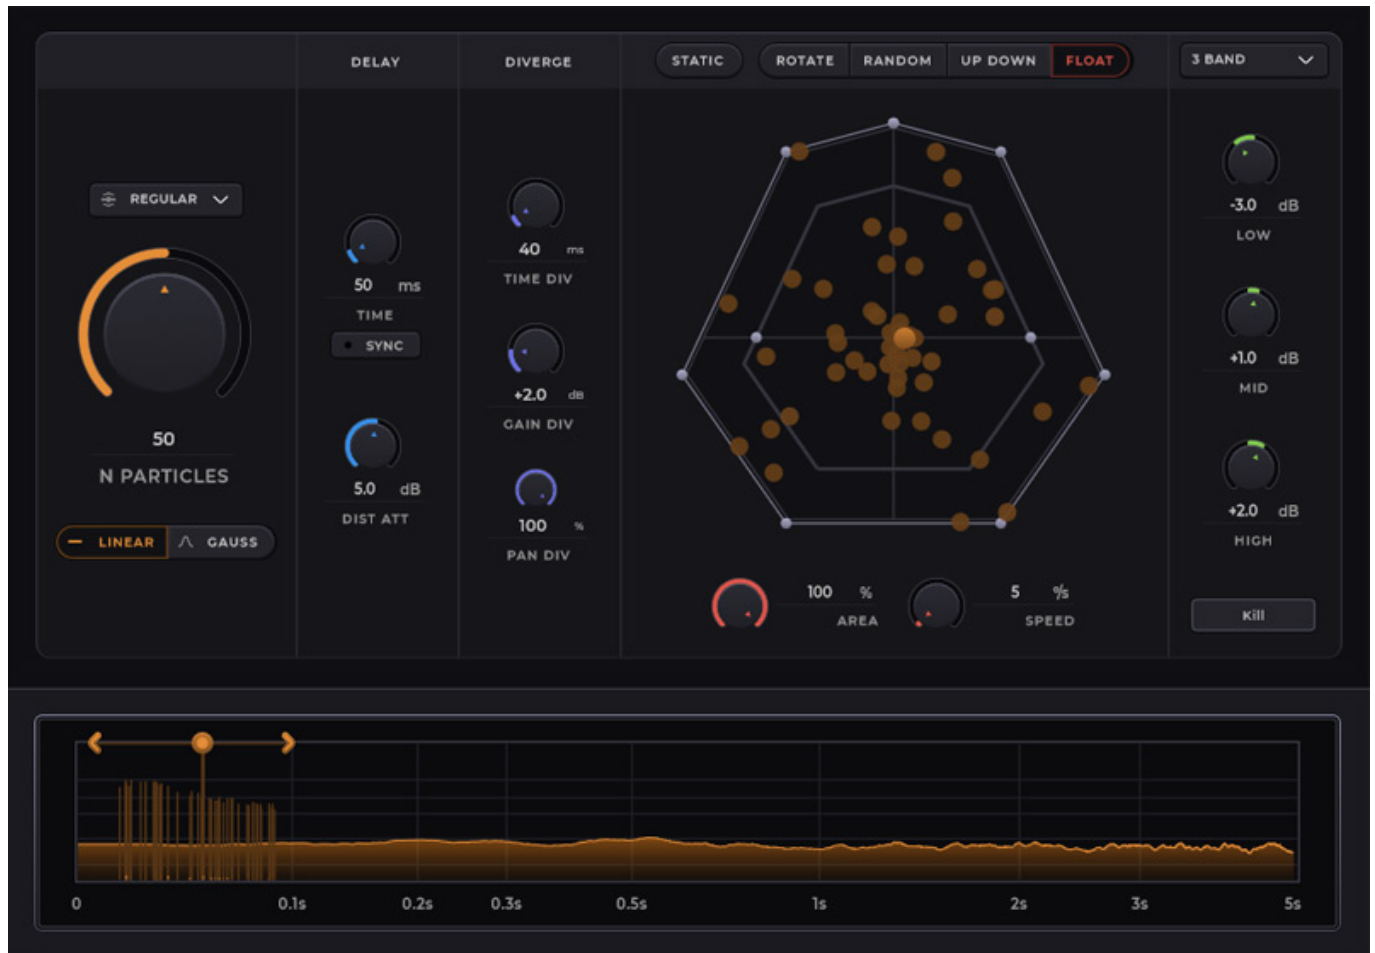 DELAY
DIVERGE
STATIC
ROTATE
RANDOM
UP DOWN
FLOAT
3 BAND
REGULAR
50
N PARTICLES
LINEAR
GAUSS
50 ms
TIME
SYNC
5.0 dB
DIST ATT
40 ms
TIME DIV
+2.0 dB
GAIN DIV
100 %
PAN DIV
100 %
AREA
5 °/s
SPEED
-3.0 dB
LOW
+1.0 dB
MID
+2.0 dB
HIGH
Kill
0 0.1s 0.2s 0.3s 0.5s 1s 2s 3s 5s